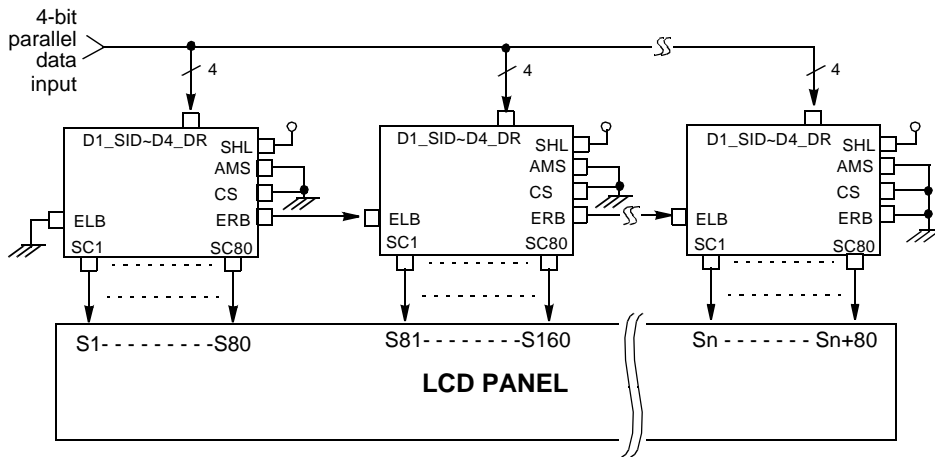 4-bit
parallel
data
input
4
4
4
D1_SID~D4_DR
SHL
AMS
CS
ELB
ERB
SC1
SC80
D1_SID~D4_DR
SHL
AMS
CS
ELB
ERB
SC1
SC80
D1_SID~D4_DR
SHL
AMS
CS
ELB
ERB
SC1
SC80
S1- - - - - - - - -S80
S81- - - - - - -S160
Sn - - - - - - - Sn+80
LCD PANEL